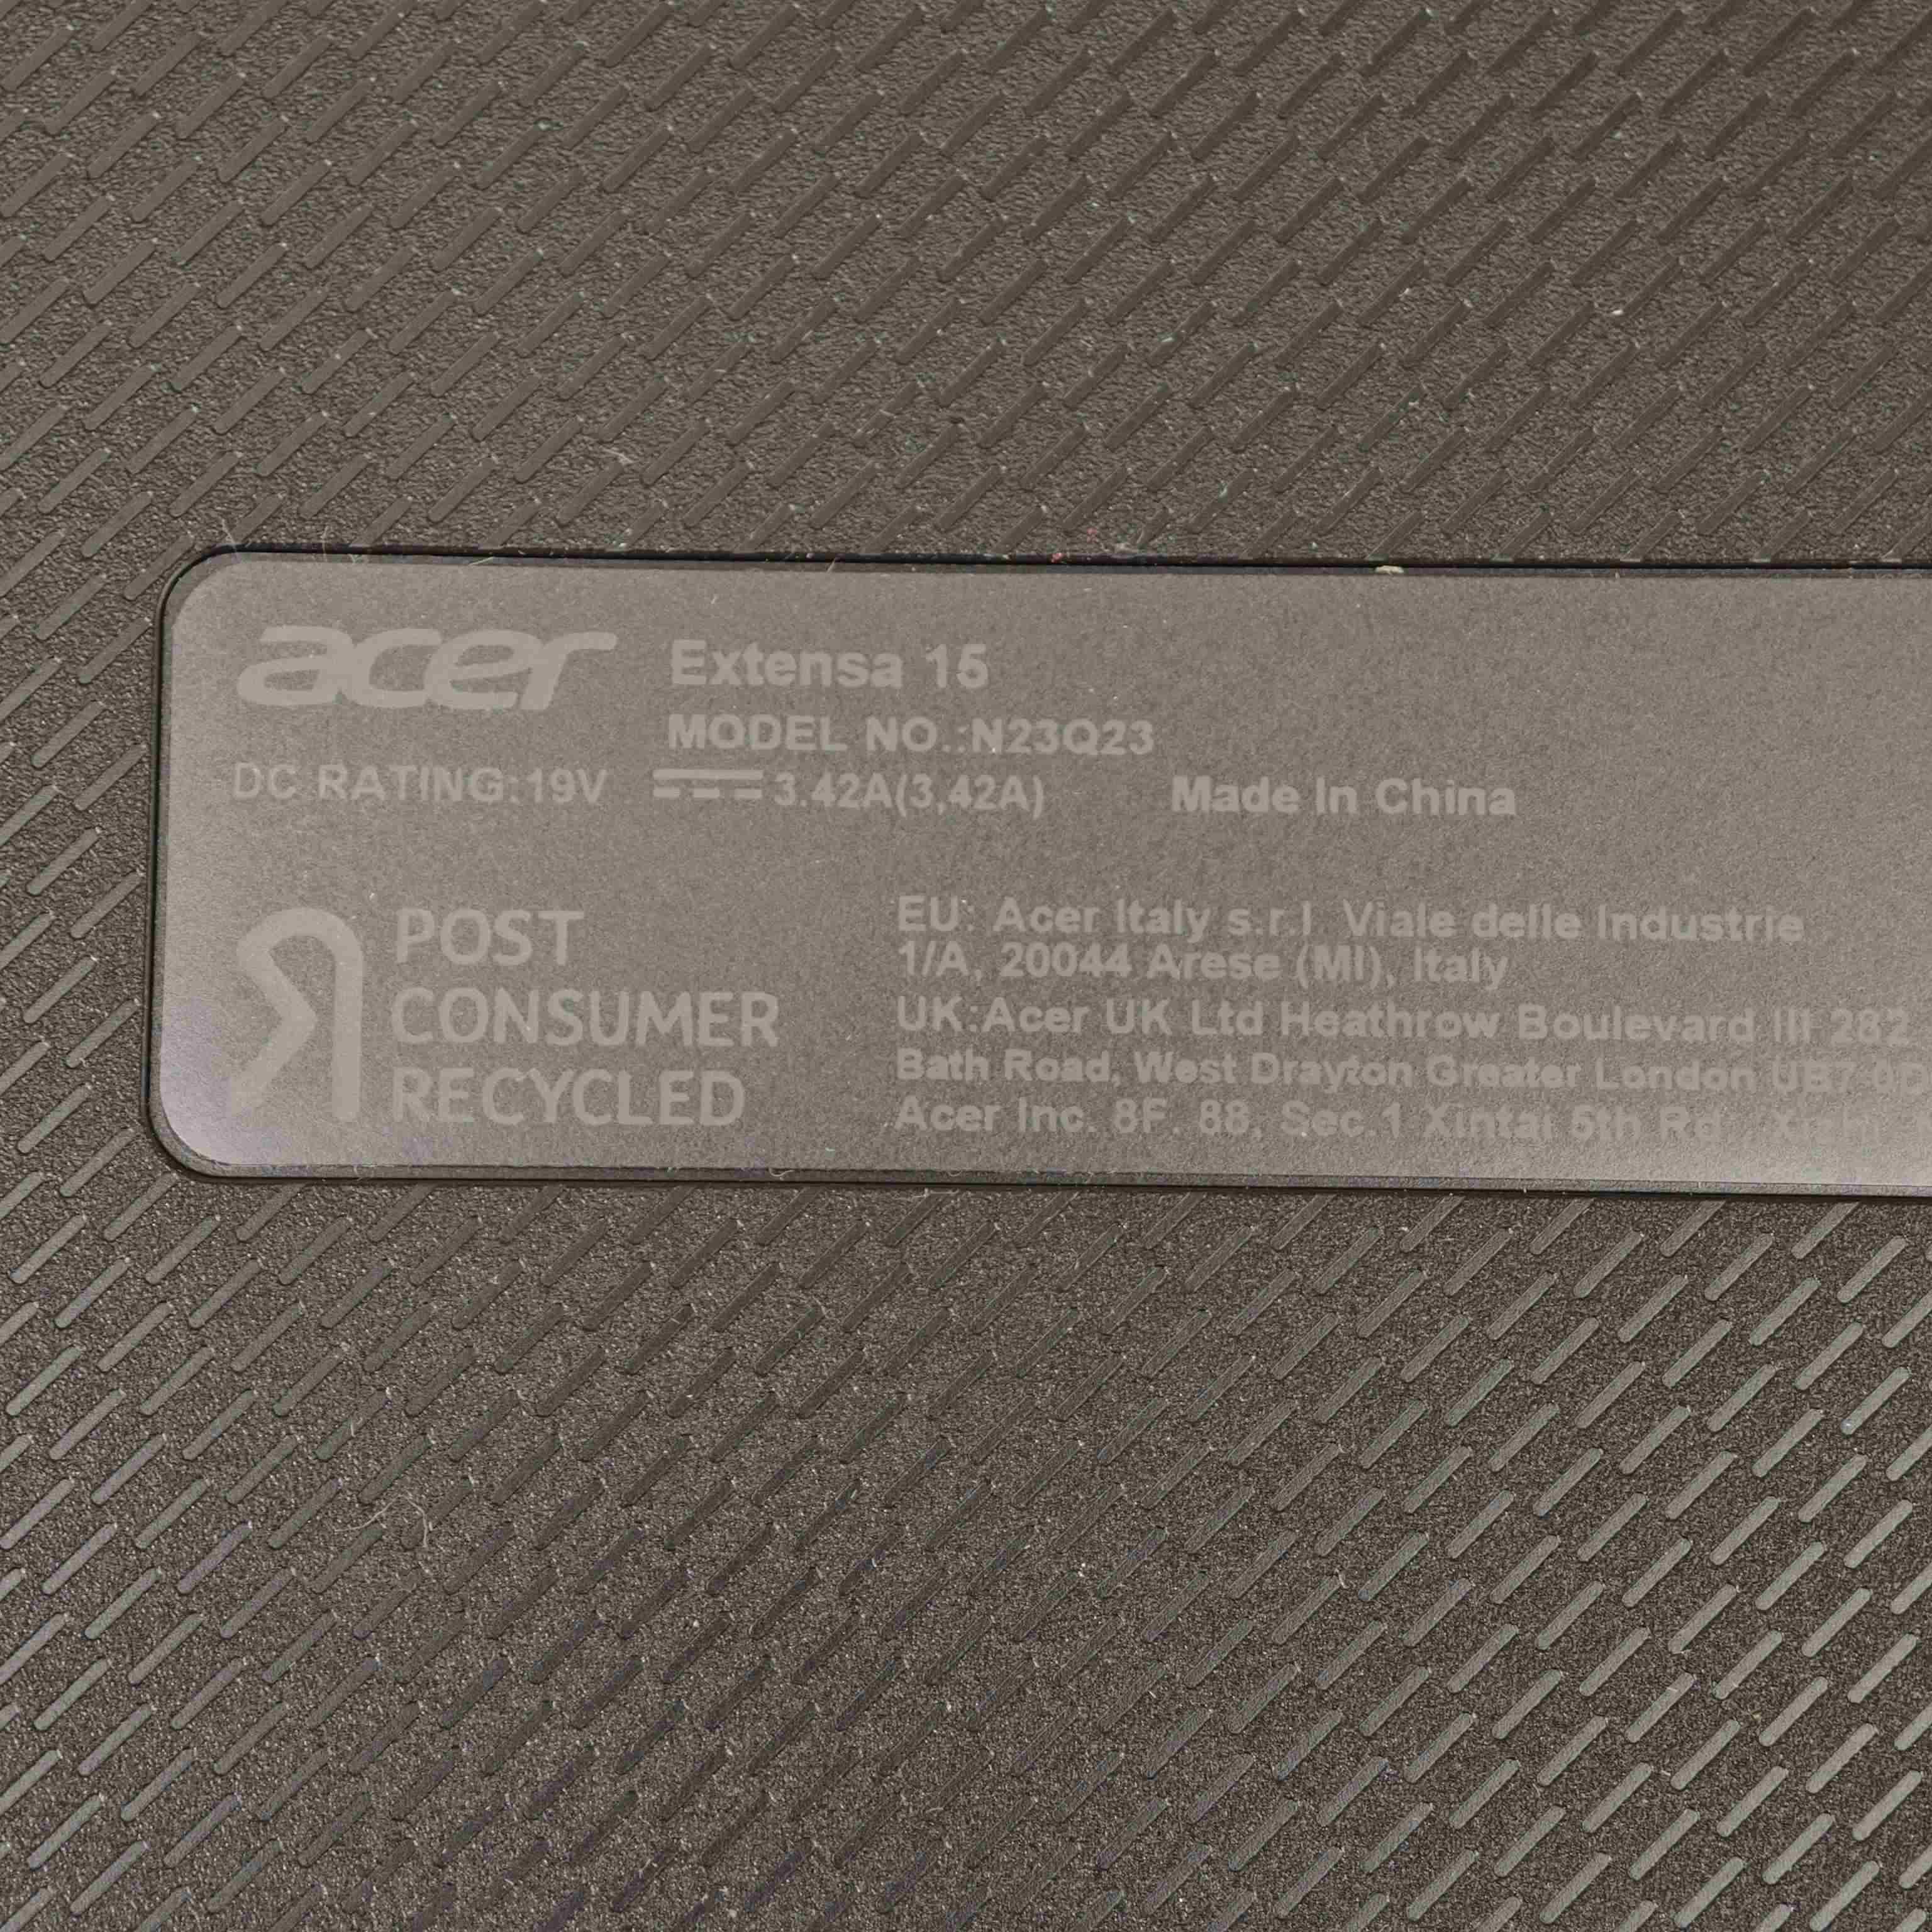 acer Extensa 15
MODEL NO.:N23Q23
DC RATING:19V ⎓ 3.42A(3,42A) Made In China
POST
CONSUMER
RECYCLED
EU: Acer Italy s.r.l. Viale delle Industrie
1/A, 20044 Arese (MI), Italy
UK:Acer UK Ltd Heathrow Boulevard III 282
Bath Road, West Drayton Greater London UB7
Acer Inc. 8F. 88, Sec.1 Xintai 5th Rd.,